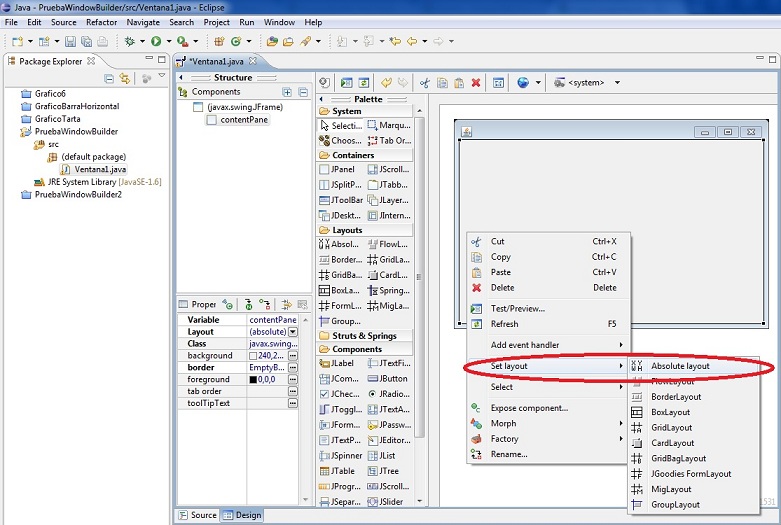 Java - PruebaWindowBuilder/src/Ventana1.java - Eclipse
File Edit Source Refactor Navigate Search Project Run Window Help
Package Explorer
Grafico6
GraficoBarraHorizontal
GraficoTarta
PruebaWindowBuilder
src
(default package)
Ventana1.java
JRE System Library [JavaSE-1.6]
PruebaWindowBuilder2
*Ventana1.java
Structure
Components
(javax.swing.JFrame)
contentPane
Proper
Variable contentPane
Layout (absolute)
Class javax.swing...
background 240,2...
border EmptyB...
foreground 0,0,0
tab order
toolTipText
Source Design
<system>
Palette
System
Selecti... Marqu...
Choos... Tab Or...
Containers
JPanel JScroll...
JSplitP... JTabb...
JToolBar JLayer...
JDeskt... JIntern...
Layouts
Absol... FlowL...
Border... GridLa...
GridBa... CardL...
BoxLa... Spring...
FormL... MigLa...
Group...
Struts & Springs
Components
JLabel JTextFi...
JCom... JButton
JChec... JRadio...
JToggl... JTextA...
JForm... JPassw...
JTextP... JEditor...
JSpinner JList
JTable JTree
JProgr... JScroll...
JSepar... JSlider
Cut Ctrl+X
Copy Ctrl+C
Paste Ctrl+V
Delete Delete
Test/Preview...
Refresh F5
Add event handler
Set layout
Select
Expose component...
Morph
Factory
Rename...
Absolute layout
FlowLayout
BorderLayout
BoxLayout
GridLayout
CardLayout
GridBagLayout
JGoodies FormLayout
MigLayout
GroupLayout
1531